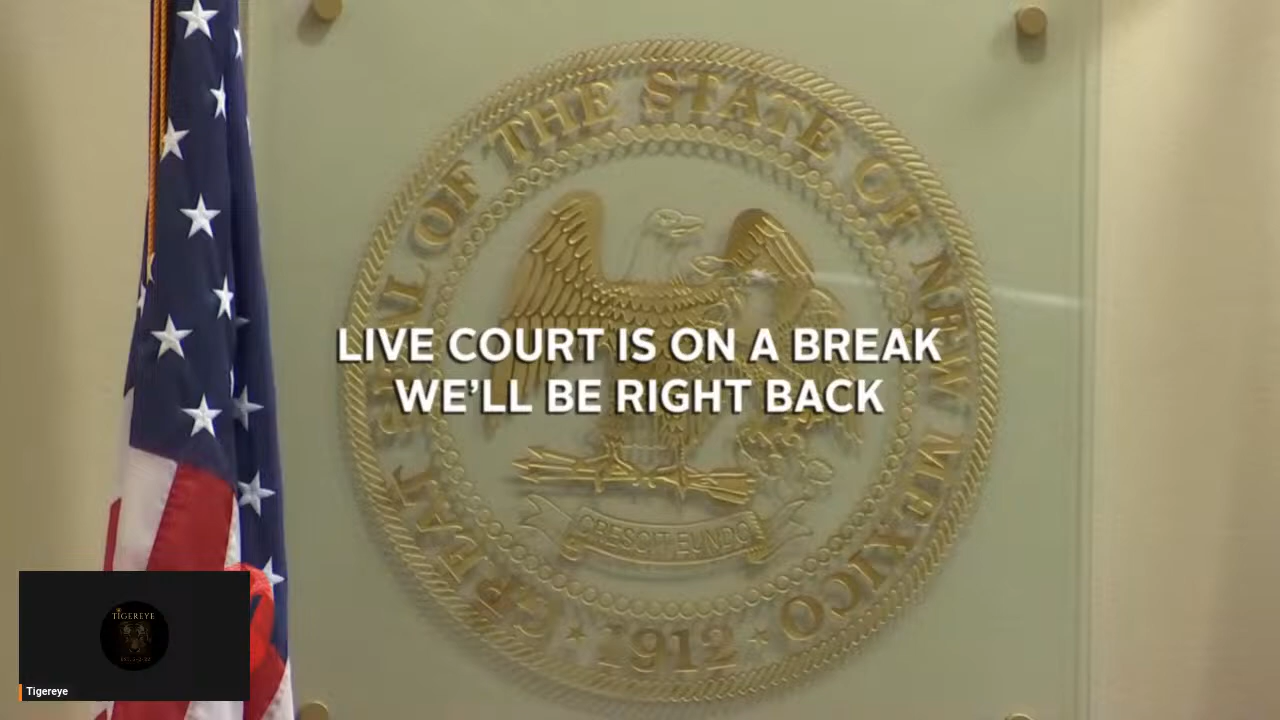 GREAT SEAL OF THE STATE OF NEW MEXICO
LIVE COURT IS ON A BREAK
WE’LL BE RIGHT BACK
CRESCIT EUNDO
1912
TIGEREYE
Tigereye